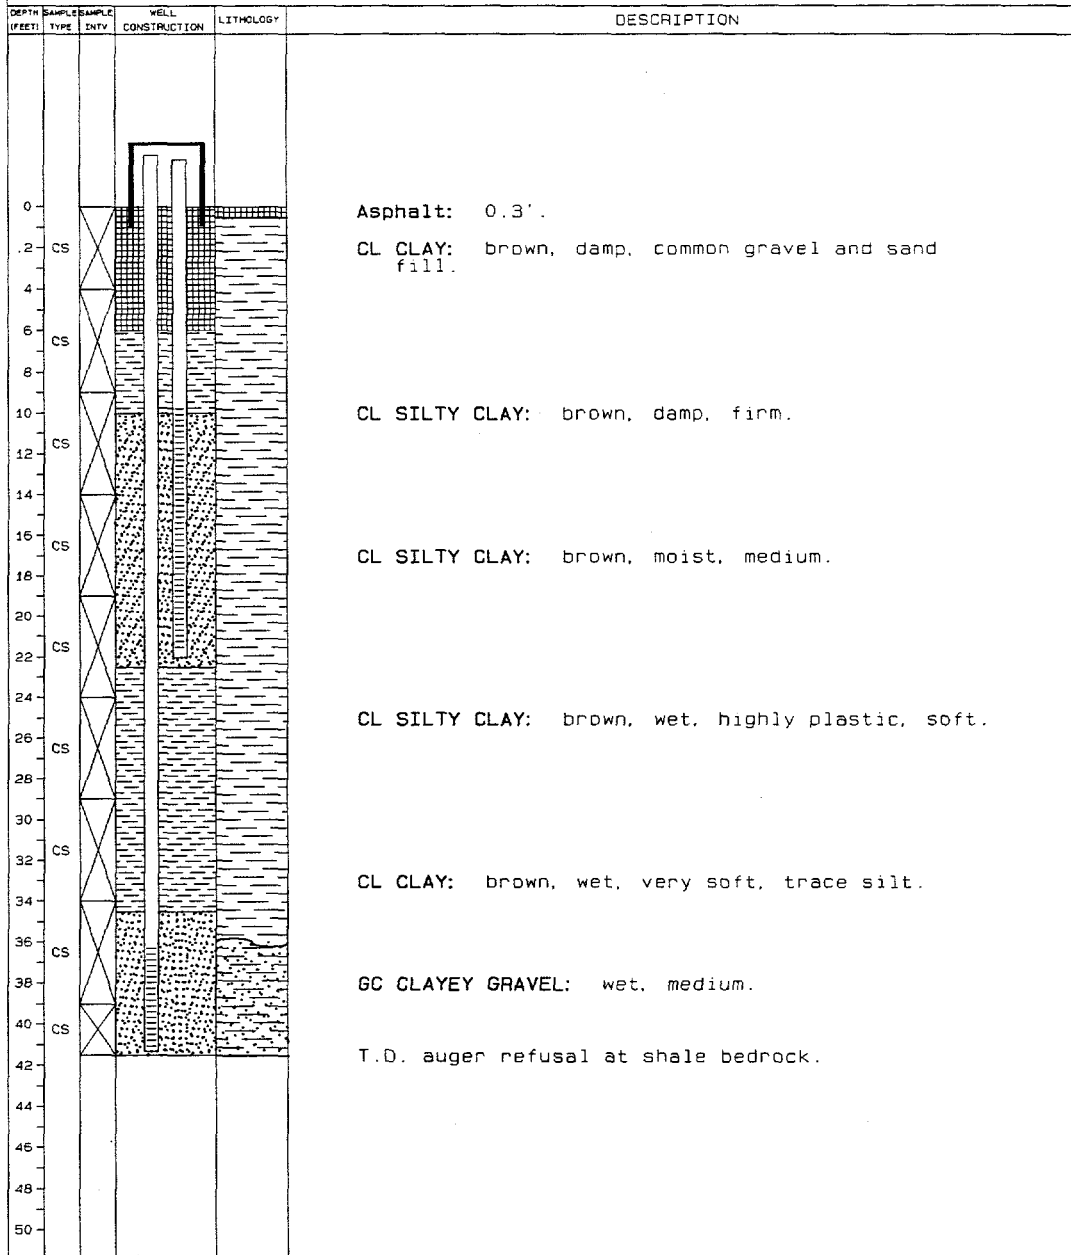 DEPTH (FEET) SAMPLE TYPE SAMPLE INTV WELL CONSTRUCTION LITHOLOGY DESCRIPTION
0 Asphalt: 0.3'.
.2 CS CL CLAY: brown, damp, common gravel and sand
fill.
4
6 CS
8
10 CL SILTY CLAY: brown, damp, firm.
12 CS
14
16 CS CL SILTY CLAY: brown, moist, medium.
18
20
22 CS
24
26 CS CL SILTY CLAY: brown, wet, highly plastic, soft.
28
30
32 CS
34 CL CLAY: brown, wet, very soft, trace silt.
36 CS
38 GC CLAYEY GRAVEL: wet, medium.
40 CS
42 T.D. auger refusal at shale bedrock.
44
46
48
50